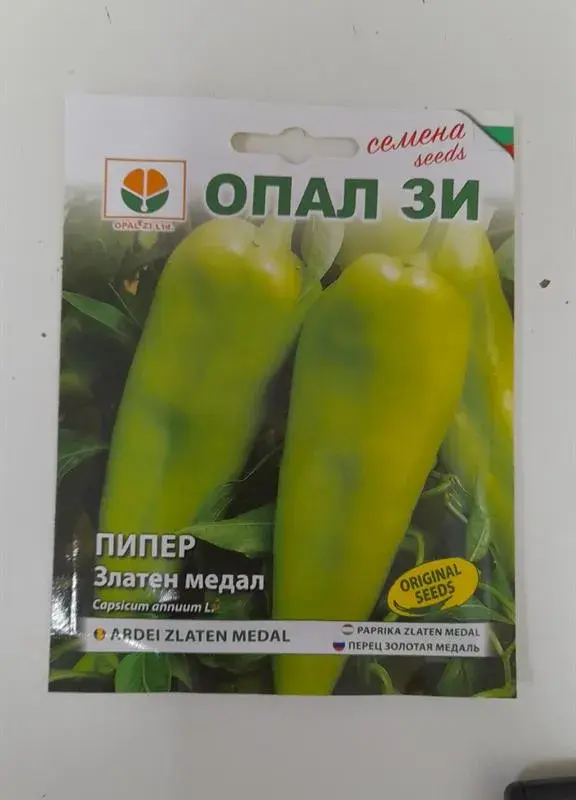 семена
seeds
ОПАЛ ЗИ
OPAL ZI Ltd.
ПИПЕР
Златен медал
Capsicum annuum L.
ORIGINAL
SEEDS
ARDEI ZLATEN MEDAL
PAPRIKA ZLATEN MEDAL
ПЕРЕЦ ЗОЛОТАЯ МЕДАЛЬ